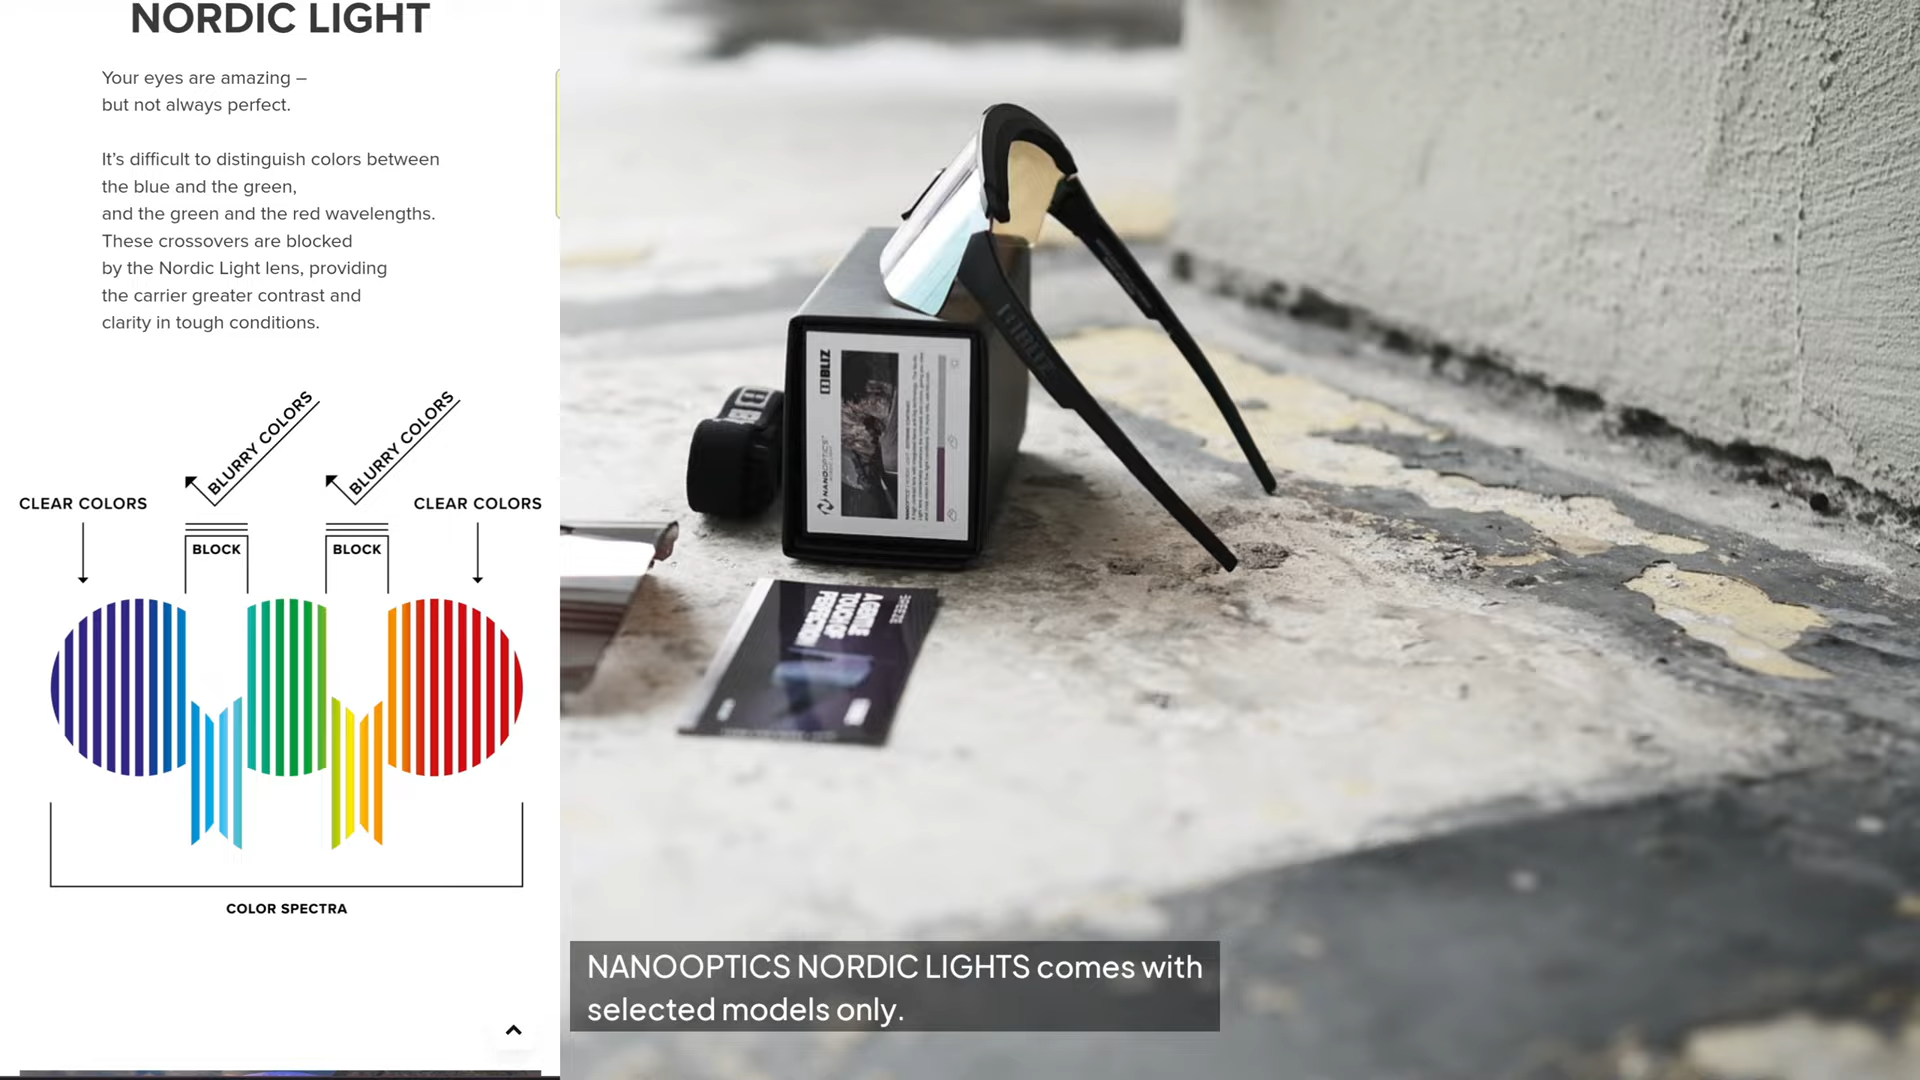 NORDIC LIGHT
Your eyes are amazing –
but not always perfect.
It's difficult to distinguish colors between
the blue and the green,
and the green and the red wavelengths.
These crossovers are blocked
by the Nordic Light lens, providing
the carrier greater contrast and
clarity in tough conditions.
BLURRY COLORS
BLURRY COLORS
CLEAR COLORS
CLEAR COLORS
BLOCK
BLOCK
COLOR SPECTRA
BLIZ
NANOOPTICS
BLIZ
BREEZE
A GENTLE
TOUCH OF
PERFECTION
NANOOPTICS NORDIC LIGHTS comes with
selected models only.